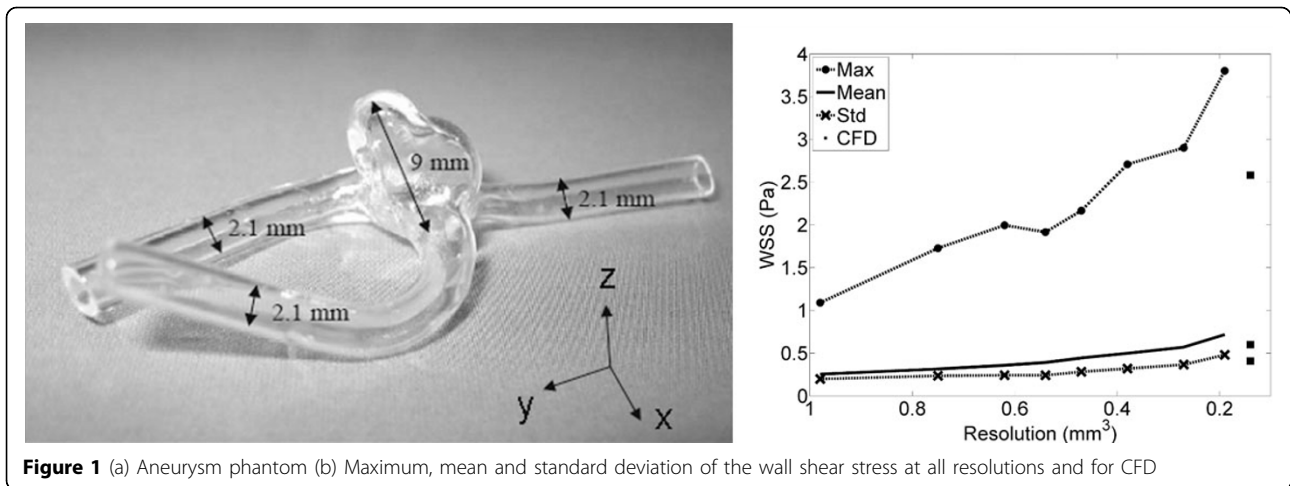 9 mm
2.1 mm
2.1 mm
2.1 mm
z
y
x
4
3.5
3
2.5
2
1.5
1
0.5
0
WSS (Pa)
Max
Mean
Std
CFD
1
0.8
0.6
0.4
0.2
Resolution (mm³)
Figure 1 (a) Aneurysm phantom (b) Maximum, mean and standard deviation of the wall shear stress at all resolutions and for CFD